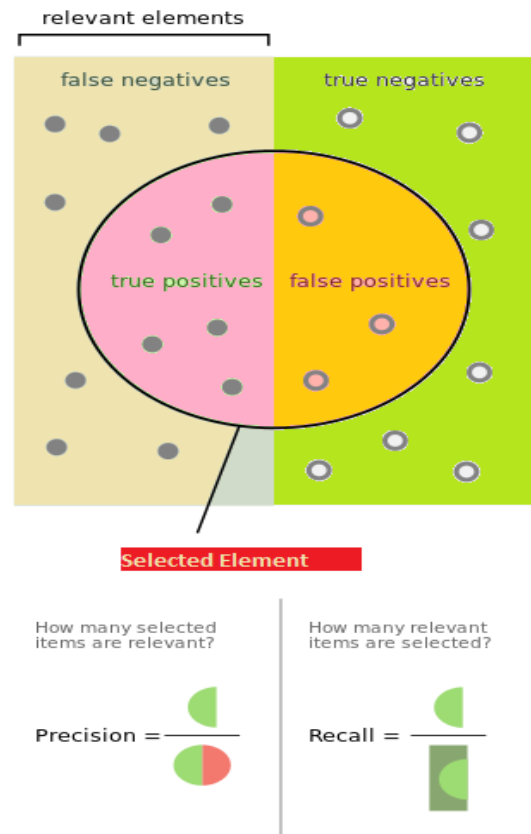 relevant elements
false negatives
true negatives
true positives
false positives
Selected Element
How many selected
items are relevant?
How many relevant
items are selected?
Precision =
Recall =